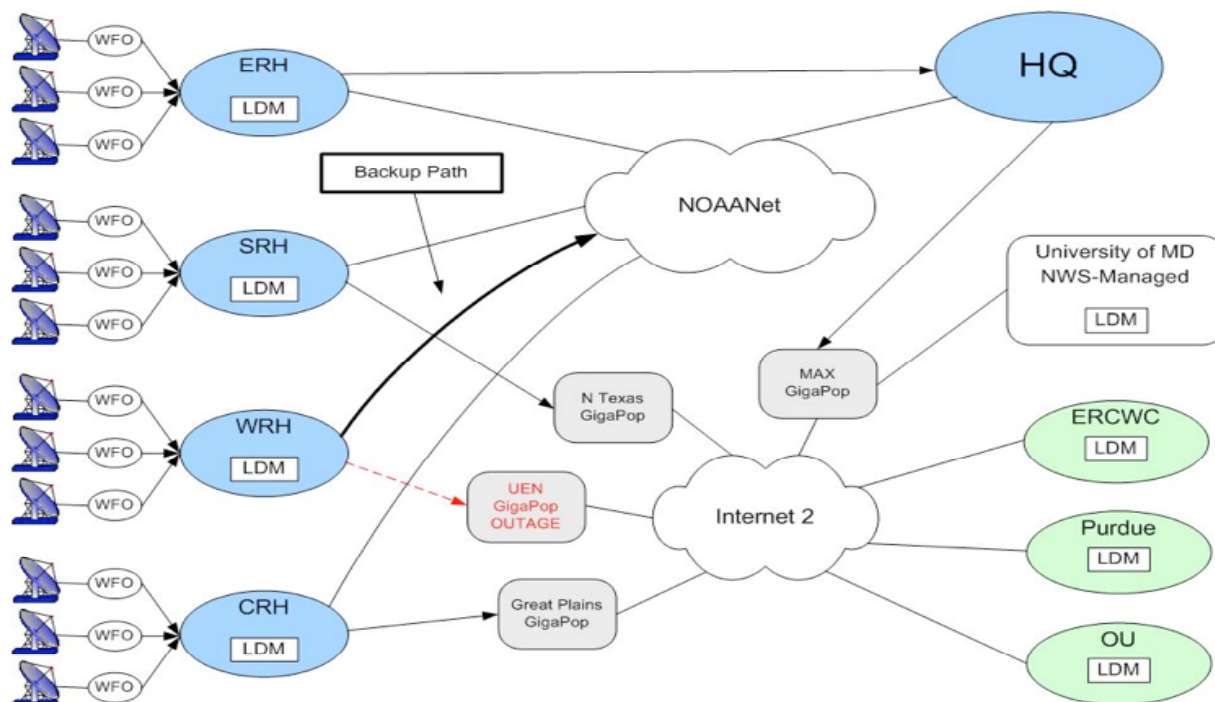 WFO
WFO
WFO
ERH
LDM
HQ
Backup Path
NOAANet
WFO
WFO
WFO
SRH
LDM
University of MD
NWS-Managed
LDM
MAX
GigaPop
N Texas
GigaPop
WFO
WFO
WFO
WRH
LDM
UEN
GigaPop
OUTAGE
Internet 2
ERCWC
LDM
Purdue
LDM
WFO
WFO
WFO
CRH
LDM
Great Plains
GigaPop
OU
LDM